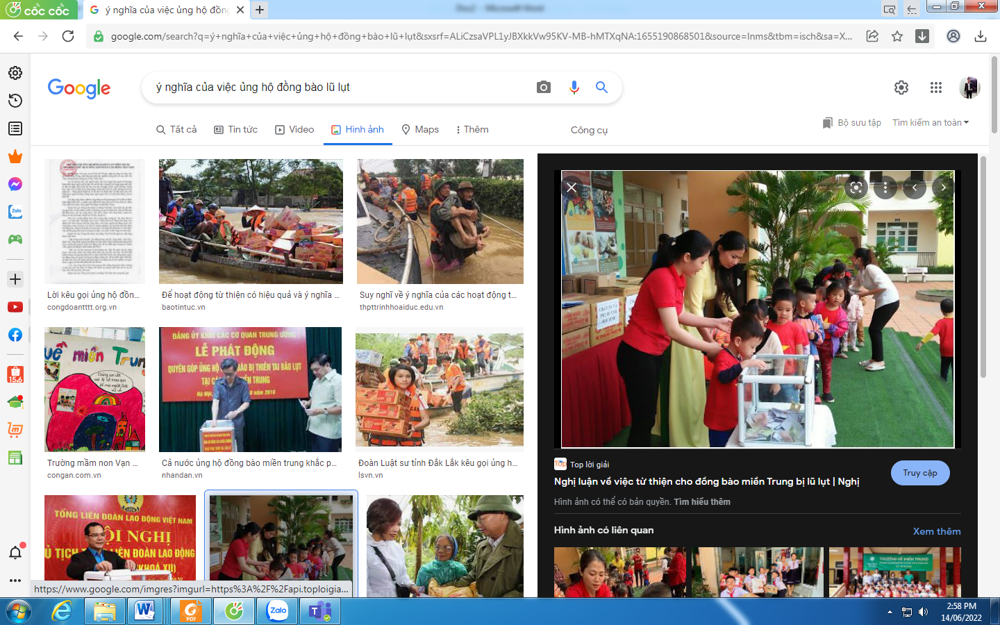 cốc cốc
ý nghĩa của việc ủng hộ đồng
google.com/search?q=ý+nghĩa+của+việc+ủng+hộ+đồng+bào+lũ+lụt&sxsrf=ALiCzsaVPL1yJBXkkVw95KV-MB-hMTXqNA:1655190868501&source=lnms&tbm=isch&sa=X...
Google
ý nghĩa của việc ủng hộ đồng bào lũ lụt
Tất cả
Tin tức
Video
Hình ảnh
Maps
Thêm
Công cụ
Bộ sưu tập
Tìm kiếm an toàn
Lời kêu gọi ủng hộ đồn...
congdoantttt.org.vn
Để hoạt động từ thiện có hiệu quả và ý nghĩa ...
baotintuc.vn
Suy nghĩ về ý nghĩa của các hoạt động t...
thpttrinhhoaiduc.edu.vn
miền Trun
ĐẢNG ỦY KHỐI CÁC CƠ QUAN TRUNG ƯƠNG
LỄ PHÁT ĐỘNG
QUYÊN GÓP ỦNG HỘ
BÀO BỊ THIÊN TAI BÃO LỤT
Trường mầm non Vạn ...
congan.com.vn
Cả nước ủng hộ đồng bào miền trung khắc p...
nhandan.vn
Đoàn Luật sư tỉnh Đắk Lắk kêu gọi ủng h...
lsvn.vn
TỔNG LIÊN ĐOÀN LAO ĐỘNG VIỆT NAM
ỘI NGHỊ
Ủ TỊCH
LIÊN ĐOÀN LAO ĐỘNG
(KHOÁ XII)
Top lời giải
Nghị luận về việc từ thiện cho đồng bào miền Trung bị lũ lụt | Nghị
Truy cập
Hình ảnh có thể có bản quyền. Tìm hiểu thêm
Hình ảnh có liên quan
Xem thêm
THƯƠNG VỀ MIỀN TRUNG
https://www.google.com/imgres?imgurl=https%3A%2F%2Fapi.toploigia...
Zalo
15.6
PDF
Zalo
2:58 PM
14/06/2022